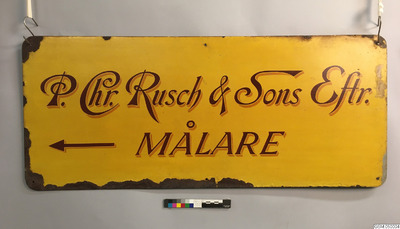 P. Chr. Rusch & Sons Eftr.
MÅLARE